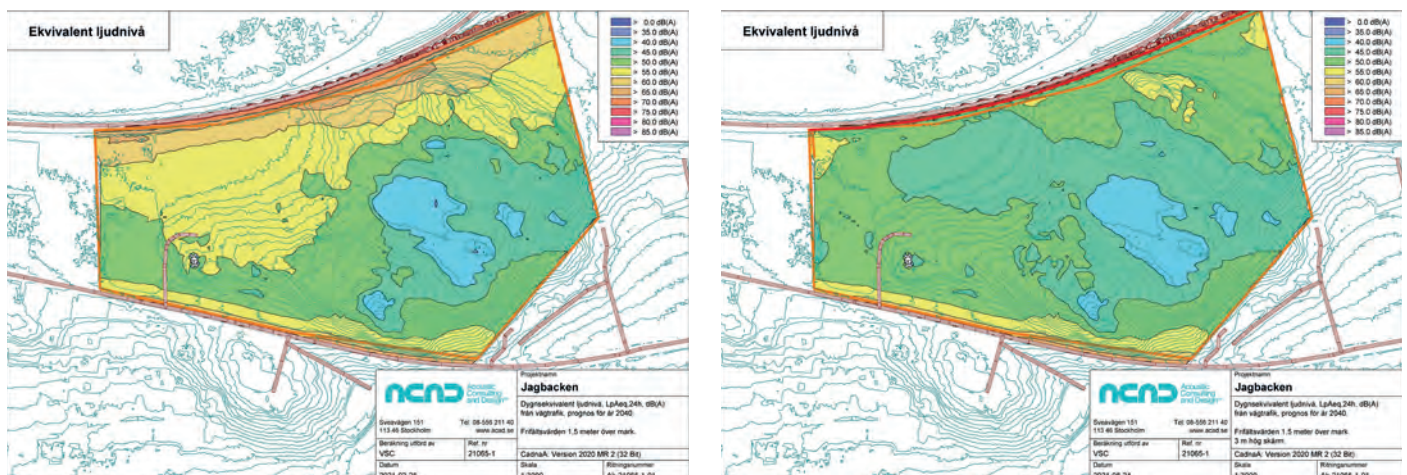 Ekvivalent ljudnivå
> 0.0 dB(A)
> 35.0 dB(A)
> 40.0 dB(A)
> 45.0 dB(A)
> 50.0 dB(A)
> 55.0 dB(A)
> 60.0 dB(A)
> 65.0 dB(A)
> 70.0 dB(A)
> 75.0 dB(A)
> 80.0 dB(A)
> 85.0 dB(A)
acad Acoustic
Consulting
and Design
Sveavägen 151
113 46 Stockholm
Tel: 08-556 211 40
www.acad.se
Projektnamn
Jagbacken
Dygnsekvivalent ljudnivå, LpAeq,24h, dB(A)
från vägtrafik, prognos för år 2040.
Frifältsvärden 1,5 meter över mark.
Beräkning utförd av
VSC
Ref. nr
21065-1
CadnaA: Version 2020 MR 2 (32 Bit)
Datum
Skala
Ritningsnummer
Ekvivalent ljudnivå
> 0.0 dB(A)
> 35.0 dB(A)
> 40.0 dB(A)
> 45.0 dB(A)
> 50.0 dB(A)
> 55.0 dB(A)
> 60.0 dB(A)
> 65.0 dB(A)
> 70.0 dB(A)
> 75.0 dB(A)
> 80.0 dB(A)
> 85.0 dB(A)
acad Acoustic
Consulting
and Design
Sveavägen 151
113 46 Stockholm
Tel: 08-556 211 40
www.acad.se
Projektnamn
Jagbacken
Dygnsekvivalent ljudnivå, LpAeq,24h, dB(A)
från vägtrafik, prognos för år 2040.
Frifältsvärden 1,5 meter över mark.
3 m hög skärm.
Beräkning utförd av
VSC
Ref. nr
21065-1
CadnaA: Version 2020 MR 2 (32 Bit)
Datum
Skala
Ritningsnummer